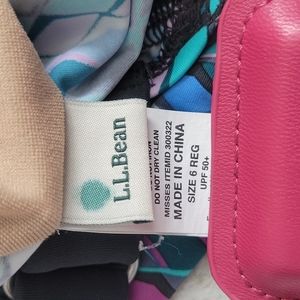 L.L.Bean
DO NOT DRY CLEAN
MISSES ITEMID 300322
MADE IN CHINA
SIZE 6 REG
UPF 50+